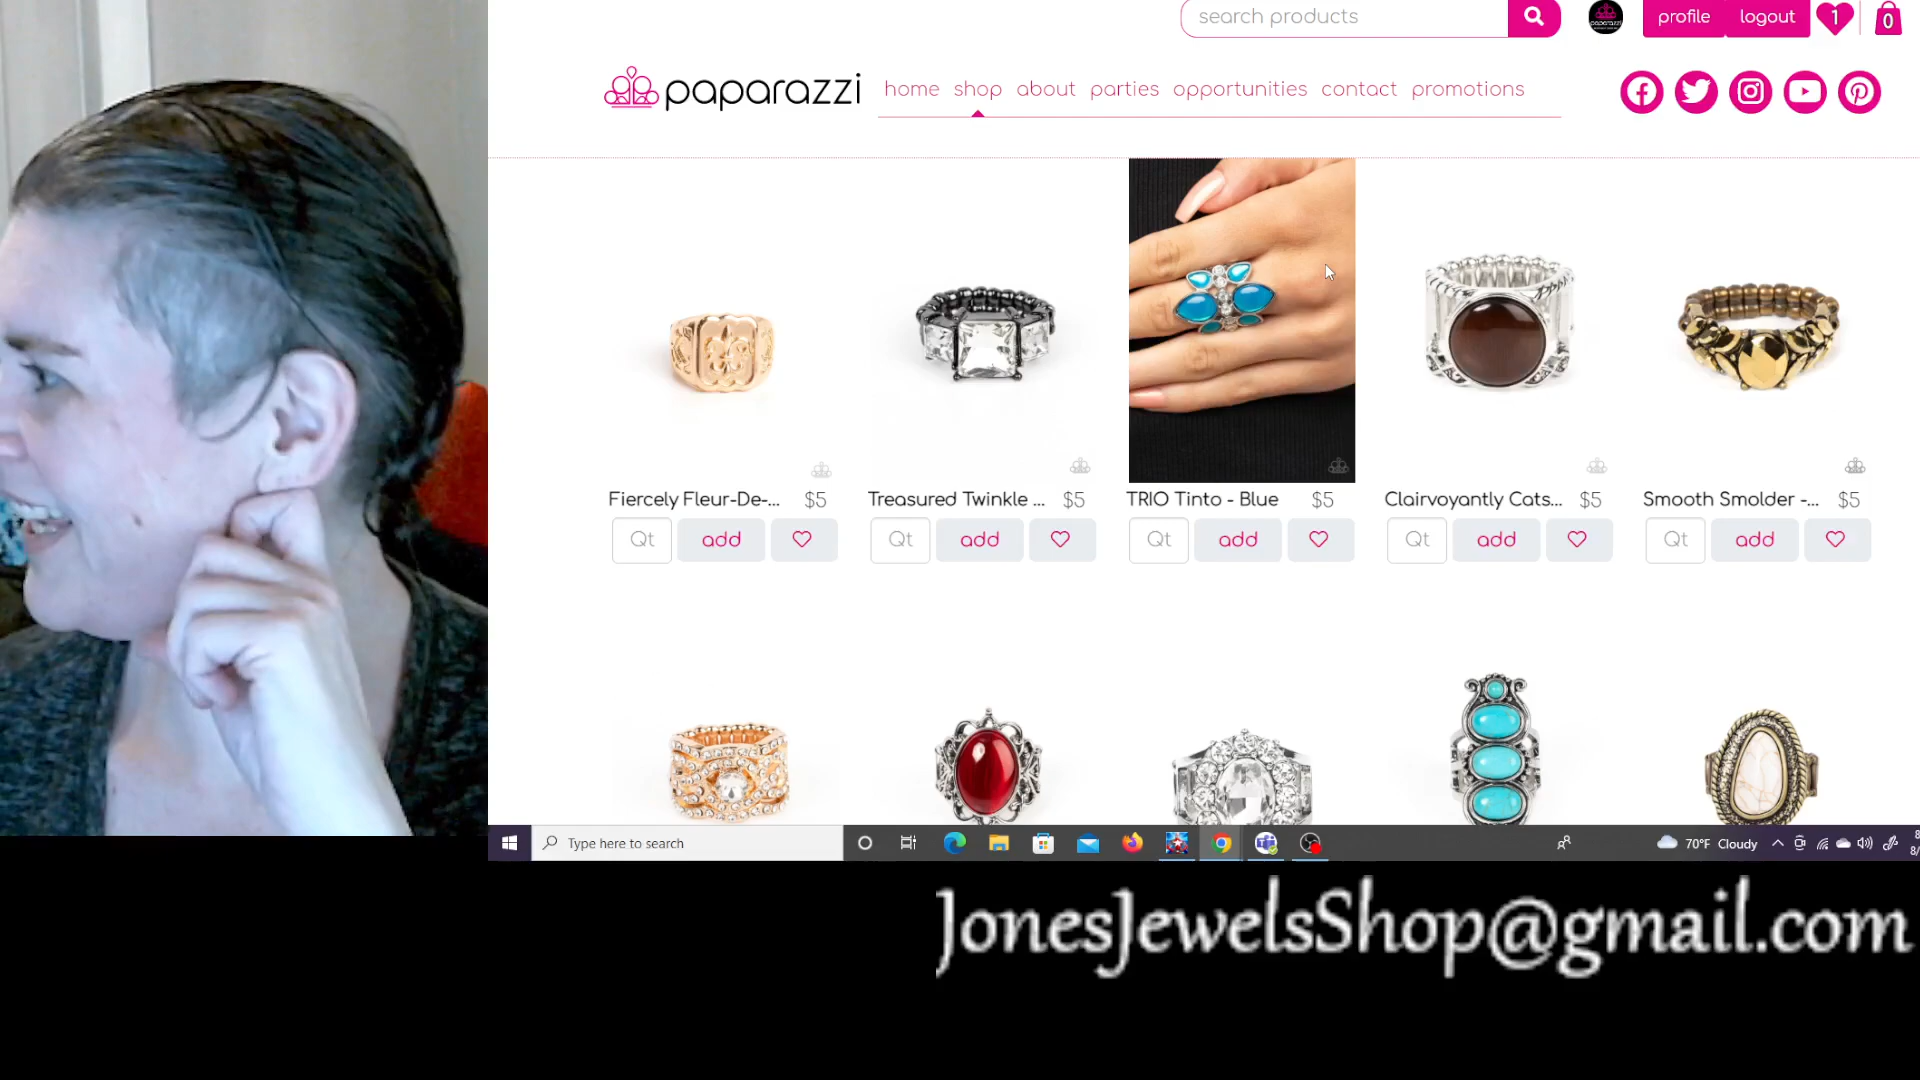 search products
profile
logout
1
0
paparazzi
home shop about parties opportunities contact promotions
Fiercely Fleur-De-... $5
Treasured Twinkle ... $5
TRIO Tinto - Blue $5
Clairvoyantly Cats... $5
Smooth Smolder -... $5
Qt add
Qt add
Qt add
Qt add
Qt add
Type here to search
70°F Cloudy
JonesJewelsShop@gmail.com